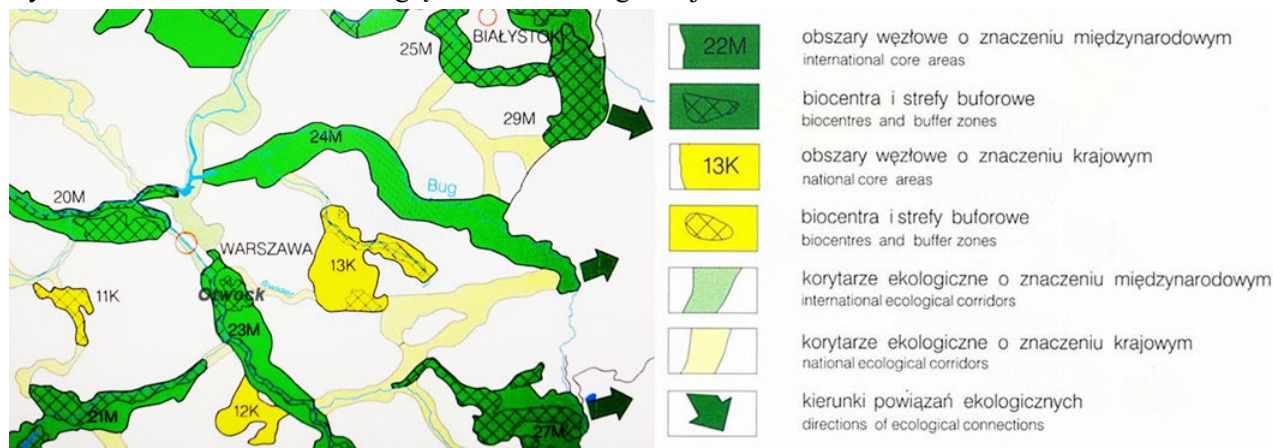 25M
BIAŁYSTOK
29M
24M
Bug
20M
WARSZAWA
13K
Świder
Otwock
11K
23M
12K
21M
27M
22M
obszary węzłowe o znaczeniu międzynarodowym
international core areas
biocentra i strefy buforowe
biocentres and buffer zones
13K
obszary węzłowe o znaczeniu krajowym
national core areas
biocentra i strefy buforowe
biocentres and buffer zones
korytarze ekologiczne o znaczeniu międzynarodowym
international ecological corridors
korytarze ekologiczne o znaczeniu krajowym
national ecological corridors
kierunki powiązań ekologicznych
directions of ecological connections